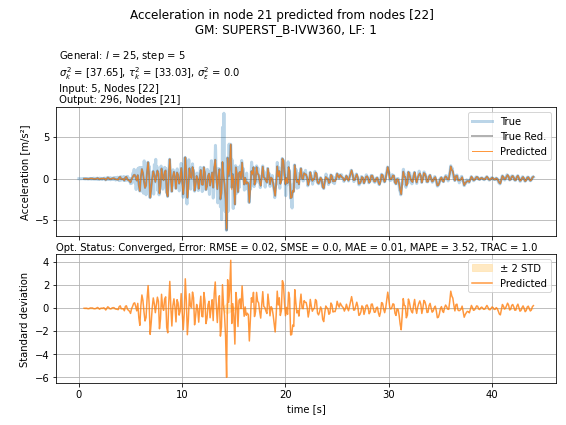 Acceleration in node 21 predicted from nodes [22]
GM: SUPERST_B-IVW360, LF: 1
General: l = 25, step = 5
σ²ₖ = [37.65], τ²ₖ = [33.03], σ²ε = 0.0
Input: 5, Nodes [22]
Output: 296, Nodes [21]
Acceleration [m/s²]
5
0
−5
True
True Red.
Predicted
Opt. Status: Converged, Error: RMSE = 0.02, SMSE = 0.0, MAE = 0.01, MAPE = 3.52, TRAC = 1.0
Standard deviation
4
2
0
−2
−4
−6
± 2 STD
Predicted
0 10 20 30 40
time [s]